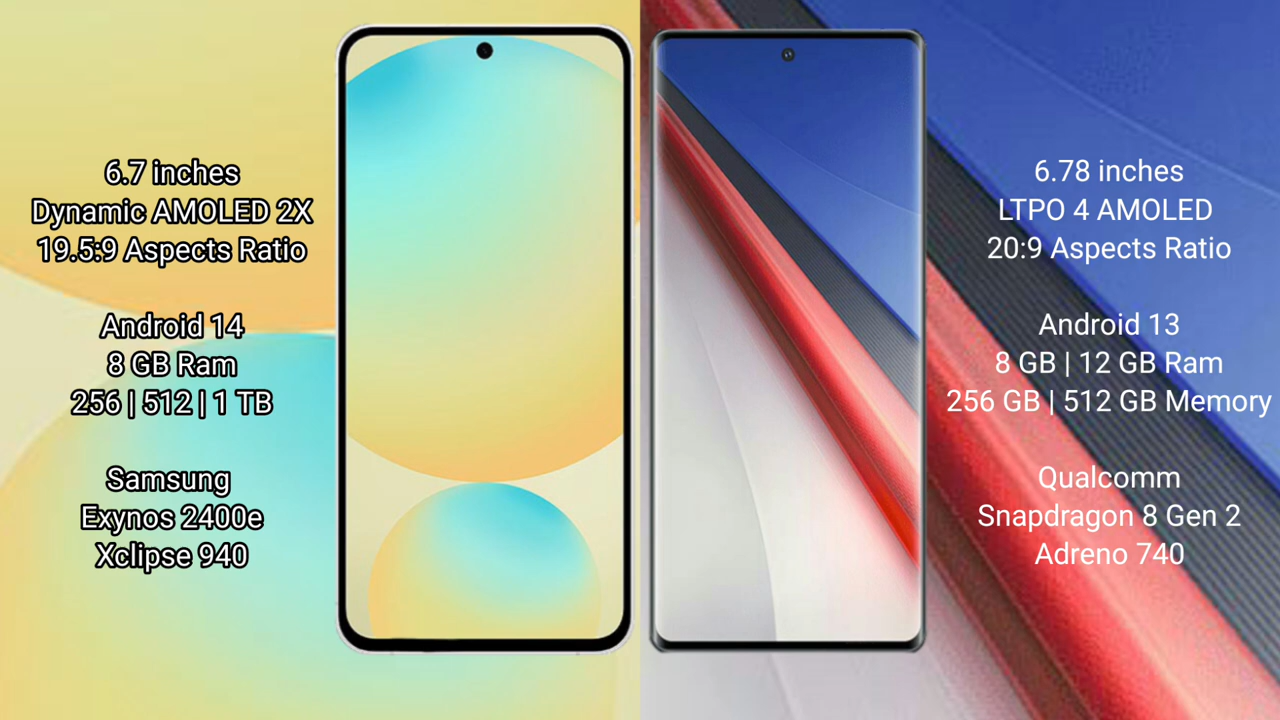 6.7 inches
Dynamic AMOLED 2X
19.5:9 Aspects Ratio
Android 14
8 GB Ram
256 | 512 | 1 TB
Samsung
Exynos 2400e
Xclipse 940
6.78 inches
LTPO 4 AMOLED
20:9 Aspects Ratio
Android 13
8 GB | 12 GB Ram
256 GB | 512 GB Memory
Qualcomm
Snapdragon 8 Gen 2
Adreno 740